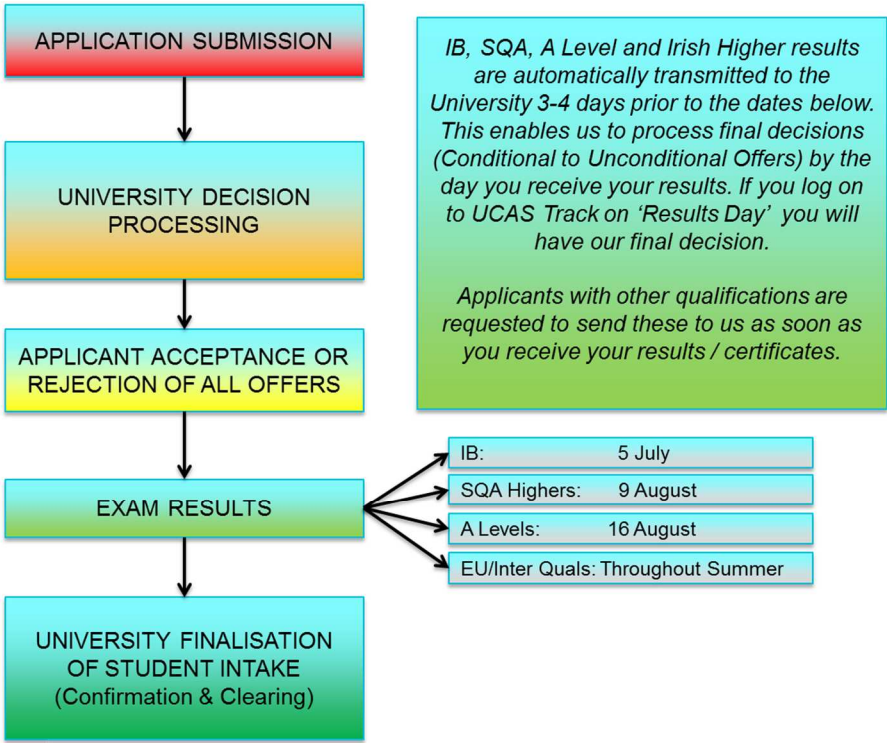 APPLICATION SUBMISSION
UNIVERSITY DECISION
PROCESSING
APPLICANT ACCEPTANCE OR
REJECTION OF ALL OFFERS
EXAM RESULTS
UNIVERSITY FINALISATION
OF STUDENT INTAKE
(Confirmation & Clearing)
IB, SQA, A Level and Irish Higher results
are automatically transmitted to the
University 3-4 days prior to the dates below.
This enables us to process final decisions
(Conditional to Unconditional Offers) by the
day you receive your results. If you log on
to UCAS Track on ‘Results Day’ you will
have our final decision.
Applicants with other qualifications are
requested to send these to us as soon as
you receive your results / certificates.
IB: 5 July
SQA Highers: 9 August
A Levels: 16 August
EU/Inter Quals: Throughout Summer